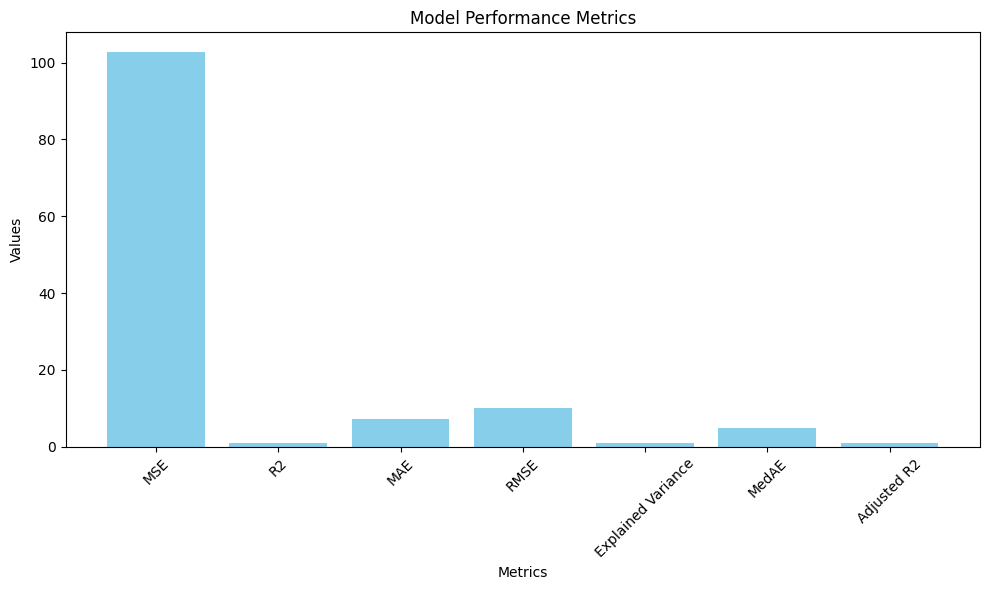 Model Performance Metrics
Values
100
80
60
40
20
0
MSE
R2
MAE
RMSE
Explained Variance
MedAE
Adjusted R2
Metrics